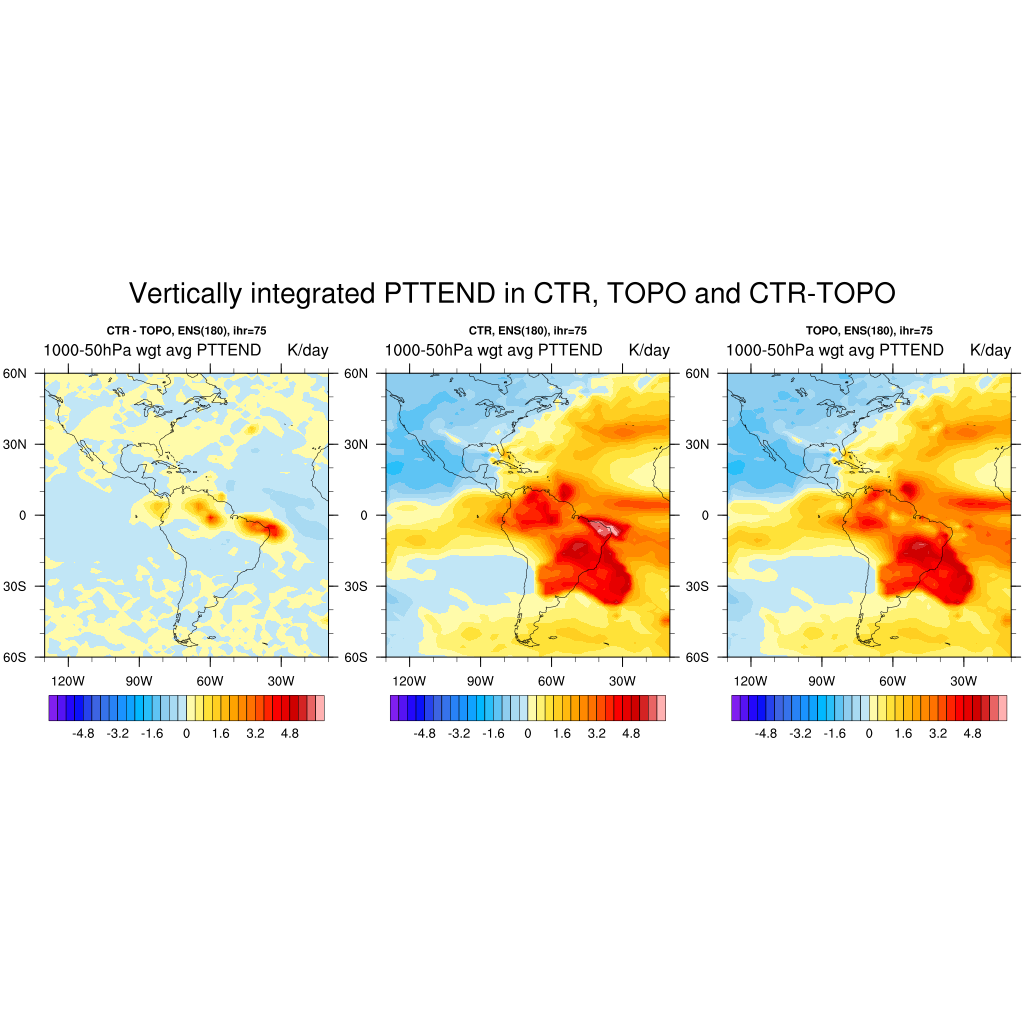 Vertically integrated PTTEND in CTR, TOPO and CTR-TOPO
CTR - TOPO, ENS(180), ihr=75
1000-50hPa wgt avg PTTEND K/day
60N
30N
0
30S
60S
120W 90W 60W 30W
-4.8 -3.2 -1.6 0 1.6 3.2 4.8
CTR, ENS(180), ihr=75
1000-50hPa wgt avg PTTEND K/day
60N
30N
0
30S
60S
120W 90W 60W 30W
-4.8 -3.2 -1.6 0 1.6 3.2 4.8
TOPO, ENS(180), ihr=75
1000-50hPa wgt avg PTTEND K/day
60N
30N
0
30S
60S
120W 90W 60W 30W
-4.8 -3.2 -1.6 0 1.6 3.2 4.8